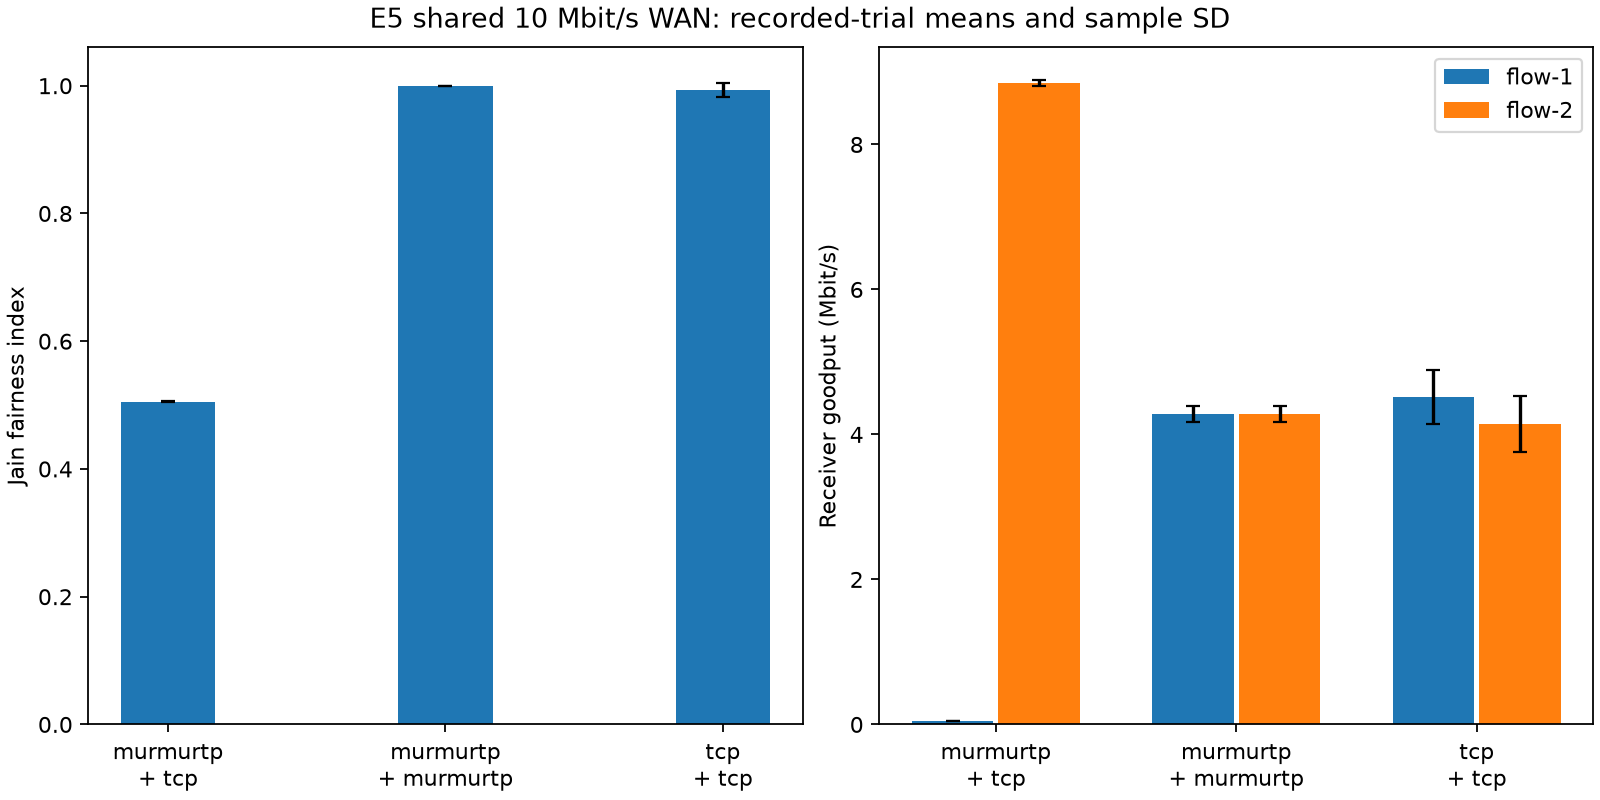 E5 shared 10 Mbit/s WAN: recorded-trial means and sample SD
Jain fairness index
1.0
0.8
0.6
0.4
0.2
0.0
murmurtp
+ tcp
murmurtp
+ murmurtp
tcp
+ tcp
Receiver goodput (Mbit/s)
8
6
4
2
0
flow-1
flow-2
murmurtp
+ tcp
murmurtp
+ murmurtp
tcp
+ tcp